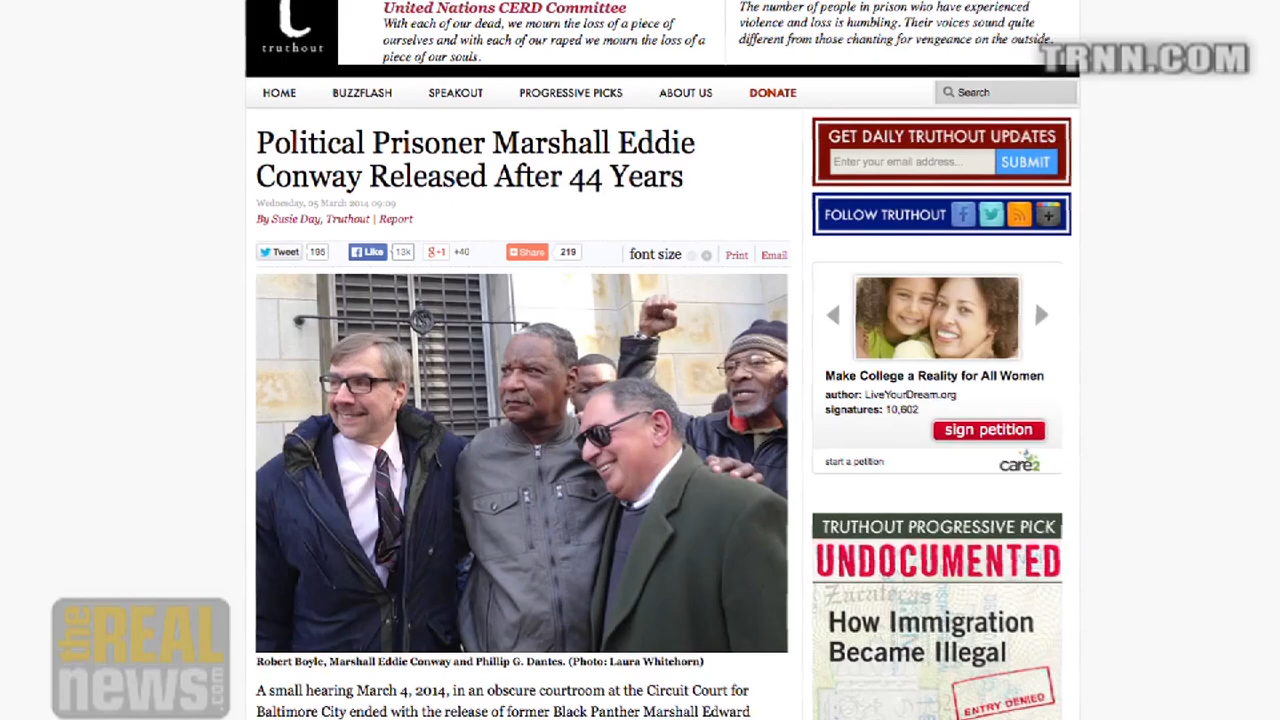 United Nations CERD Committee
With each of our dead, we mourn the loss of a piece of
ourselves and with each of our raped we mourn the loss of a
piece of our souls.
The number of people in prison who have experienced
violence and loss is humbling. Their voices sound quite
different from those chanting for vengeance on the outside.
t
truthout
TRNN.COM
HOME BUZZFLASH SPEAKOUT PROGRESSIVE PICKS ABOUT US DONATE Search
Political Prisoner Marshall Eddie
Conway Released After 44 Years
Wednesday, 05 March 2014 09:09
By Susie Day, Truthout | Report
Tweet 195 Like 13k g+1 +40 Share 219 font size Print Email
Robert Boyle, Marshall Eddie Conway and Phillip G. Dantes. (Photo: Laura Whitehorn)
A small hearing March 4, 2014, in an obscure courtroom at the Circuit Court for
Baltimore City ended with the release of former Black Panther Marshall Edward
GET DAILY TRUTHOUT UPDATES
Enter your email address... SUBMIT
FOLLOW TRUTHOUT
Make College a Reality for All Women
author: LiveYourDream.org
signatures: 10,602
sign petition
start a petition care2
TRUTHOUT PROGRESSIVE PICK
UNDOCUMENTED
Zacatecas
How Immigration
Became Illegal
ENTRY DENIED
the REAL
news.com